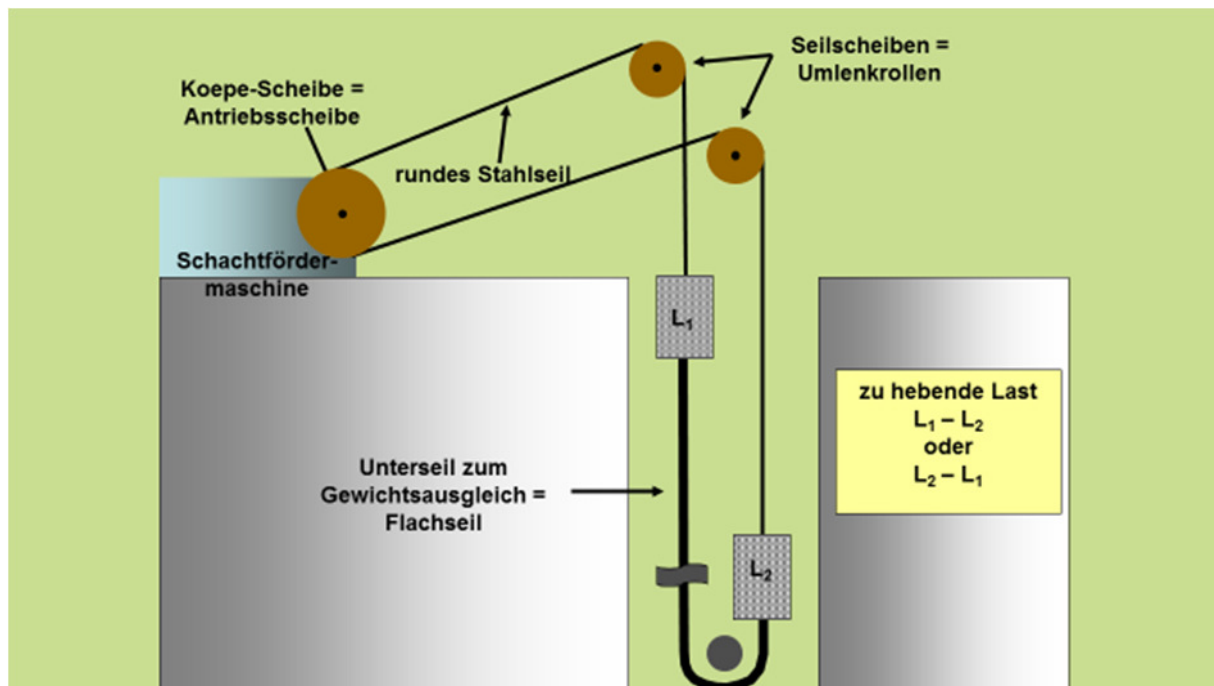 Seilscheiben =
Umlenkrollen
Koepe-Scheibe =
Antriebsscheibe
rundes Stahlseil
Schachtförder-
maschine
L₁
zu hebende Last
L₁ – L₂
oder
L₂ – L₁
Unterseil zum
Gewichtsausgleich =
Flachseil
L₂